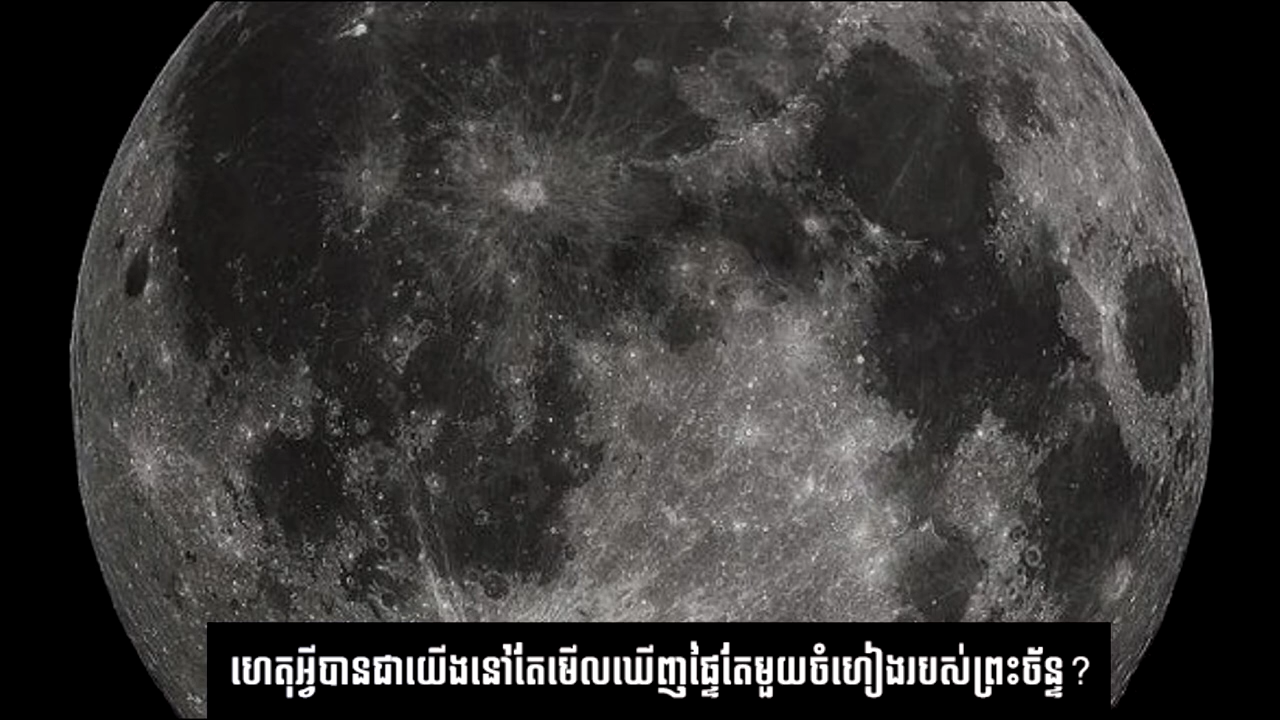 ហេតុអ្វីបានជាយើងនៅតែមើលឃើញផ្ទៃតែមួយចំហៀងរបស់ព្រះច័ន្ទ ?